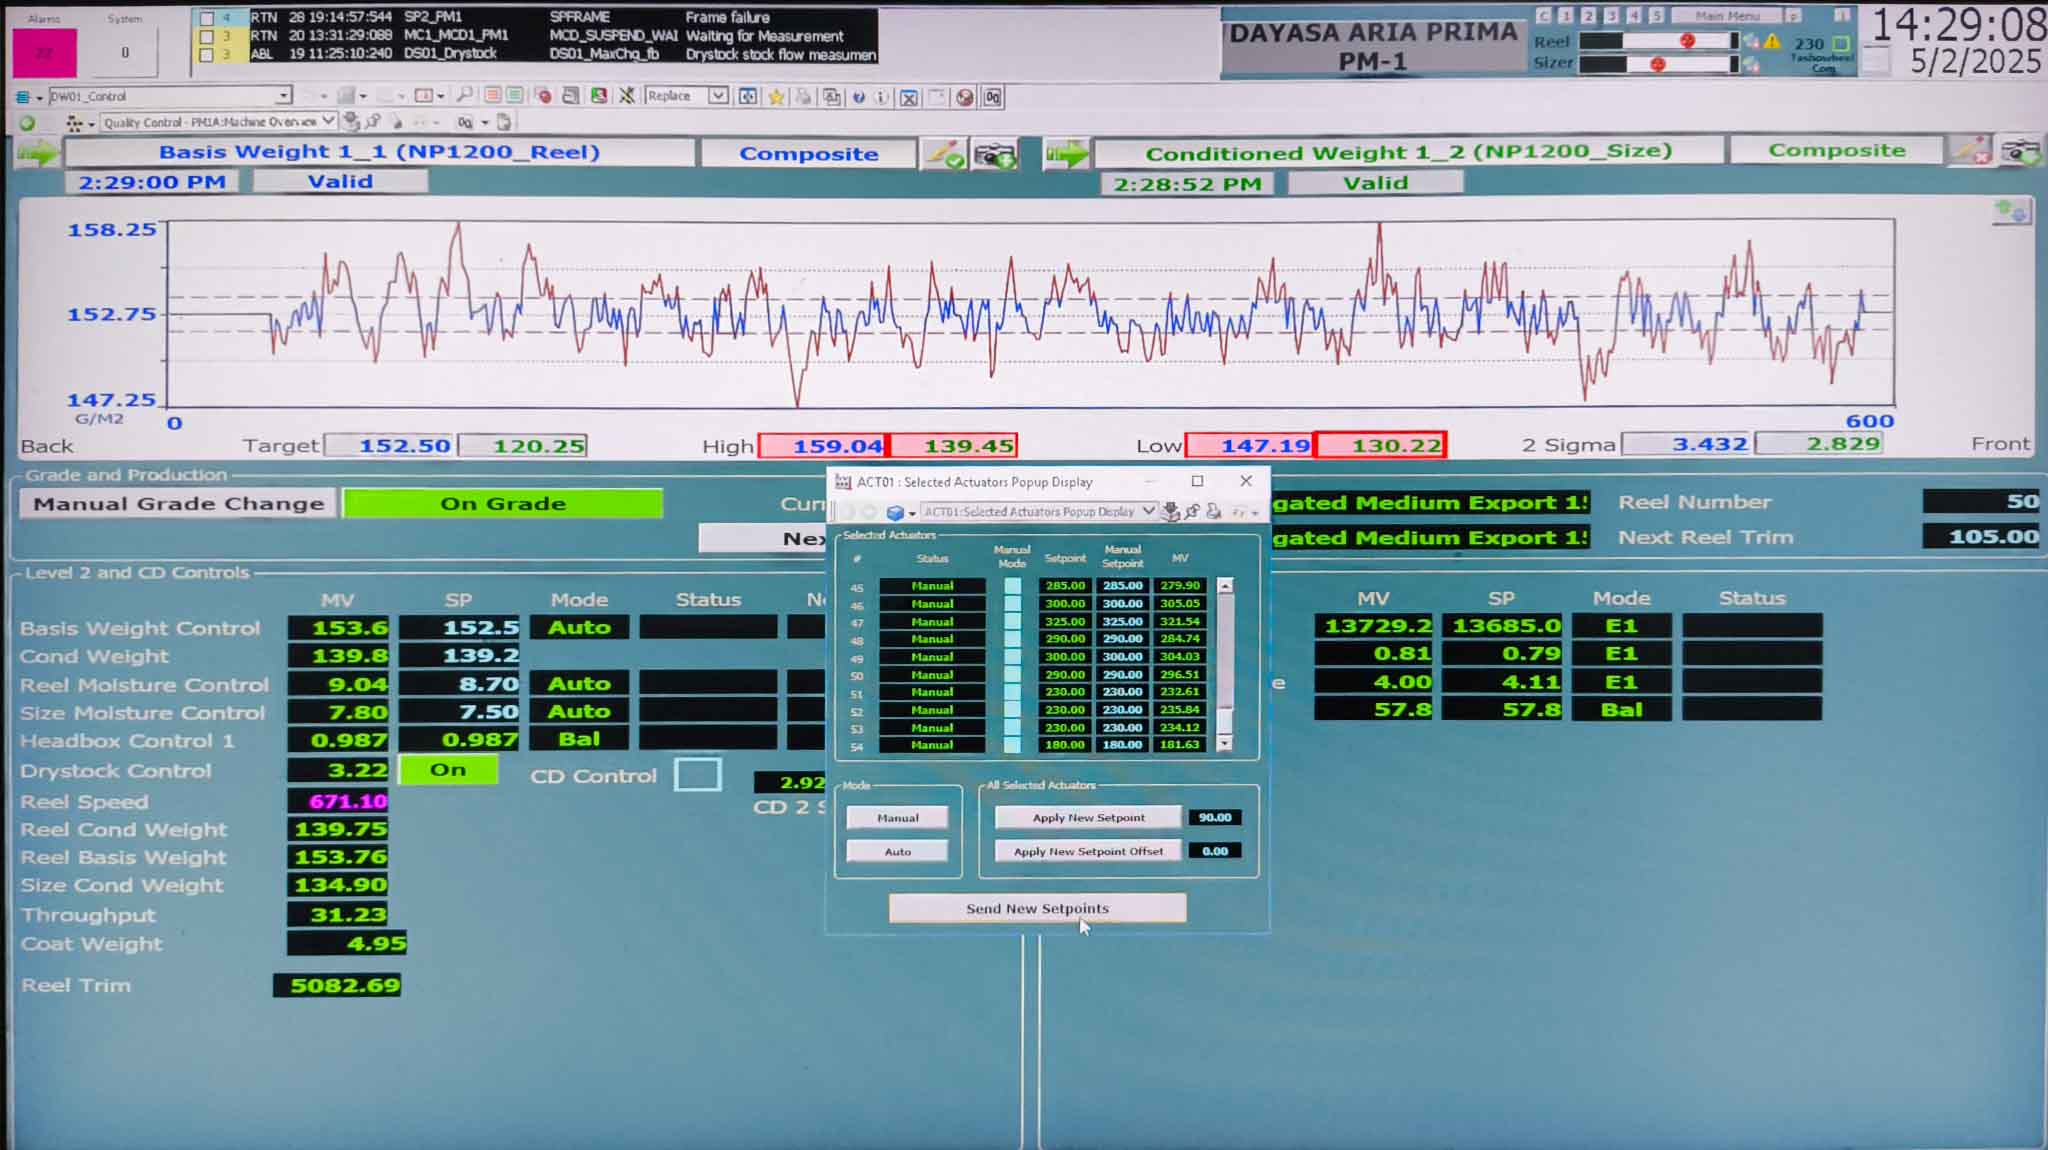 Alarms System
22 0
4 RTN 28 19:14:57:544 SP2_PM1 SPFRAME Frame failure
3 RTN 20 13:31:29:088 MC1_MCD1_PM1 MCD_SUSPEND_WAI Waiting for Measurement
3 ABL 19 11:25:10:240 DS01_Drystock DS01_MaxChg_fb Drystock stock flow measuremen
DAYASA ARIA PRIMA
PM-1
C 1 2 3 4 5 Main Menu p i
Reel 230
Sizer
14:29:08
5/2/2025
DW01_Control Replace
Quality Control - PM1A:Machine Overview
Basis Weight 1_1 (NP1200_Reel) Composite
Conditioned Weight 1_2 (NP1200_Size) Composite
2:29:00 PM Valid
2:28:52 PM Valid
158.25
152.75
147.25
G/M2
0 600
Back Target 152.50 120.25 High 159.04 139.45 Low 147.19 130.22 2 Sigma 3.432 2.829 Front
Grade and Production
Manual Grade Change On Grade Curr gated Medium Export 1! Reel Number 50
Nex gated Medium Export 1! Next Reel Trim 105.00
Level 2 and CD Controls
MV SP Mode Status
Basis Weight Control 153.6 152.5 Auto
Cond Weight 139.8 139.2
Reel Moisture Control 9.04 8.70 Auto
Size Moisture Control 7.80 7.50 Auto
Headbox Control 1 0.987 0.987 Bal
Drystock Control 3.22 On CD Control 2.92
Reel Speed 671.10 CD 2 S
Reel Cond Weight 139.75
Reel Basis Weight 153.76
Size Cond Weight 134.90
Throughput 31.23
Coat Weight 4.95
Reel Trim 5082.69
ACT01 : Selected Actuators Popup Display
ACT01:Selected Actuators Popup Display
Selected Actuators
# Status Manual Mode Setpoint Manual Setpoint MV
45 Manual 285.00 285.00 279.90
46 Manual 300.00 300.00 305.05
47 Manual 325.00 325.00 321.54
48 Manual 290.00 290.00 284.74
49 Manual 300.00 300.00 304.03
50 Manual 290.00 290.00 296.51
51 Manual 230.00 230.00 232.61
52 Manual 230.00 230.00 235.84
53 Manual 230.00 230.00 234.12
54 Manual 180.00 180.00 181.63
Mode
Manual
Auto
All Selected Actuators
Apply New Setpoint 90.00
Apply New Setpoint Offset 0.00
Send New Setpoints
MV SP Mode Status
13729.2 13685.0 E1
0.81 0.79 E1
e 4.00 4.11 E1
57.8 57.8 Bal